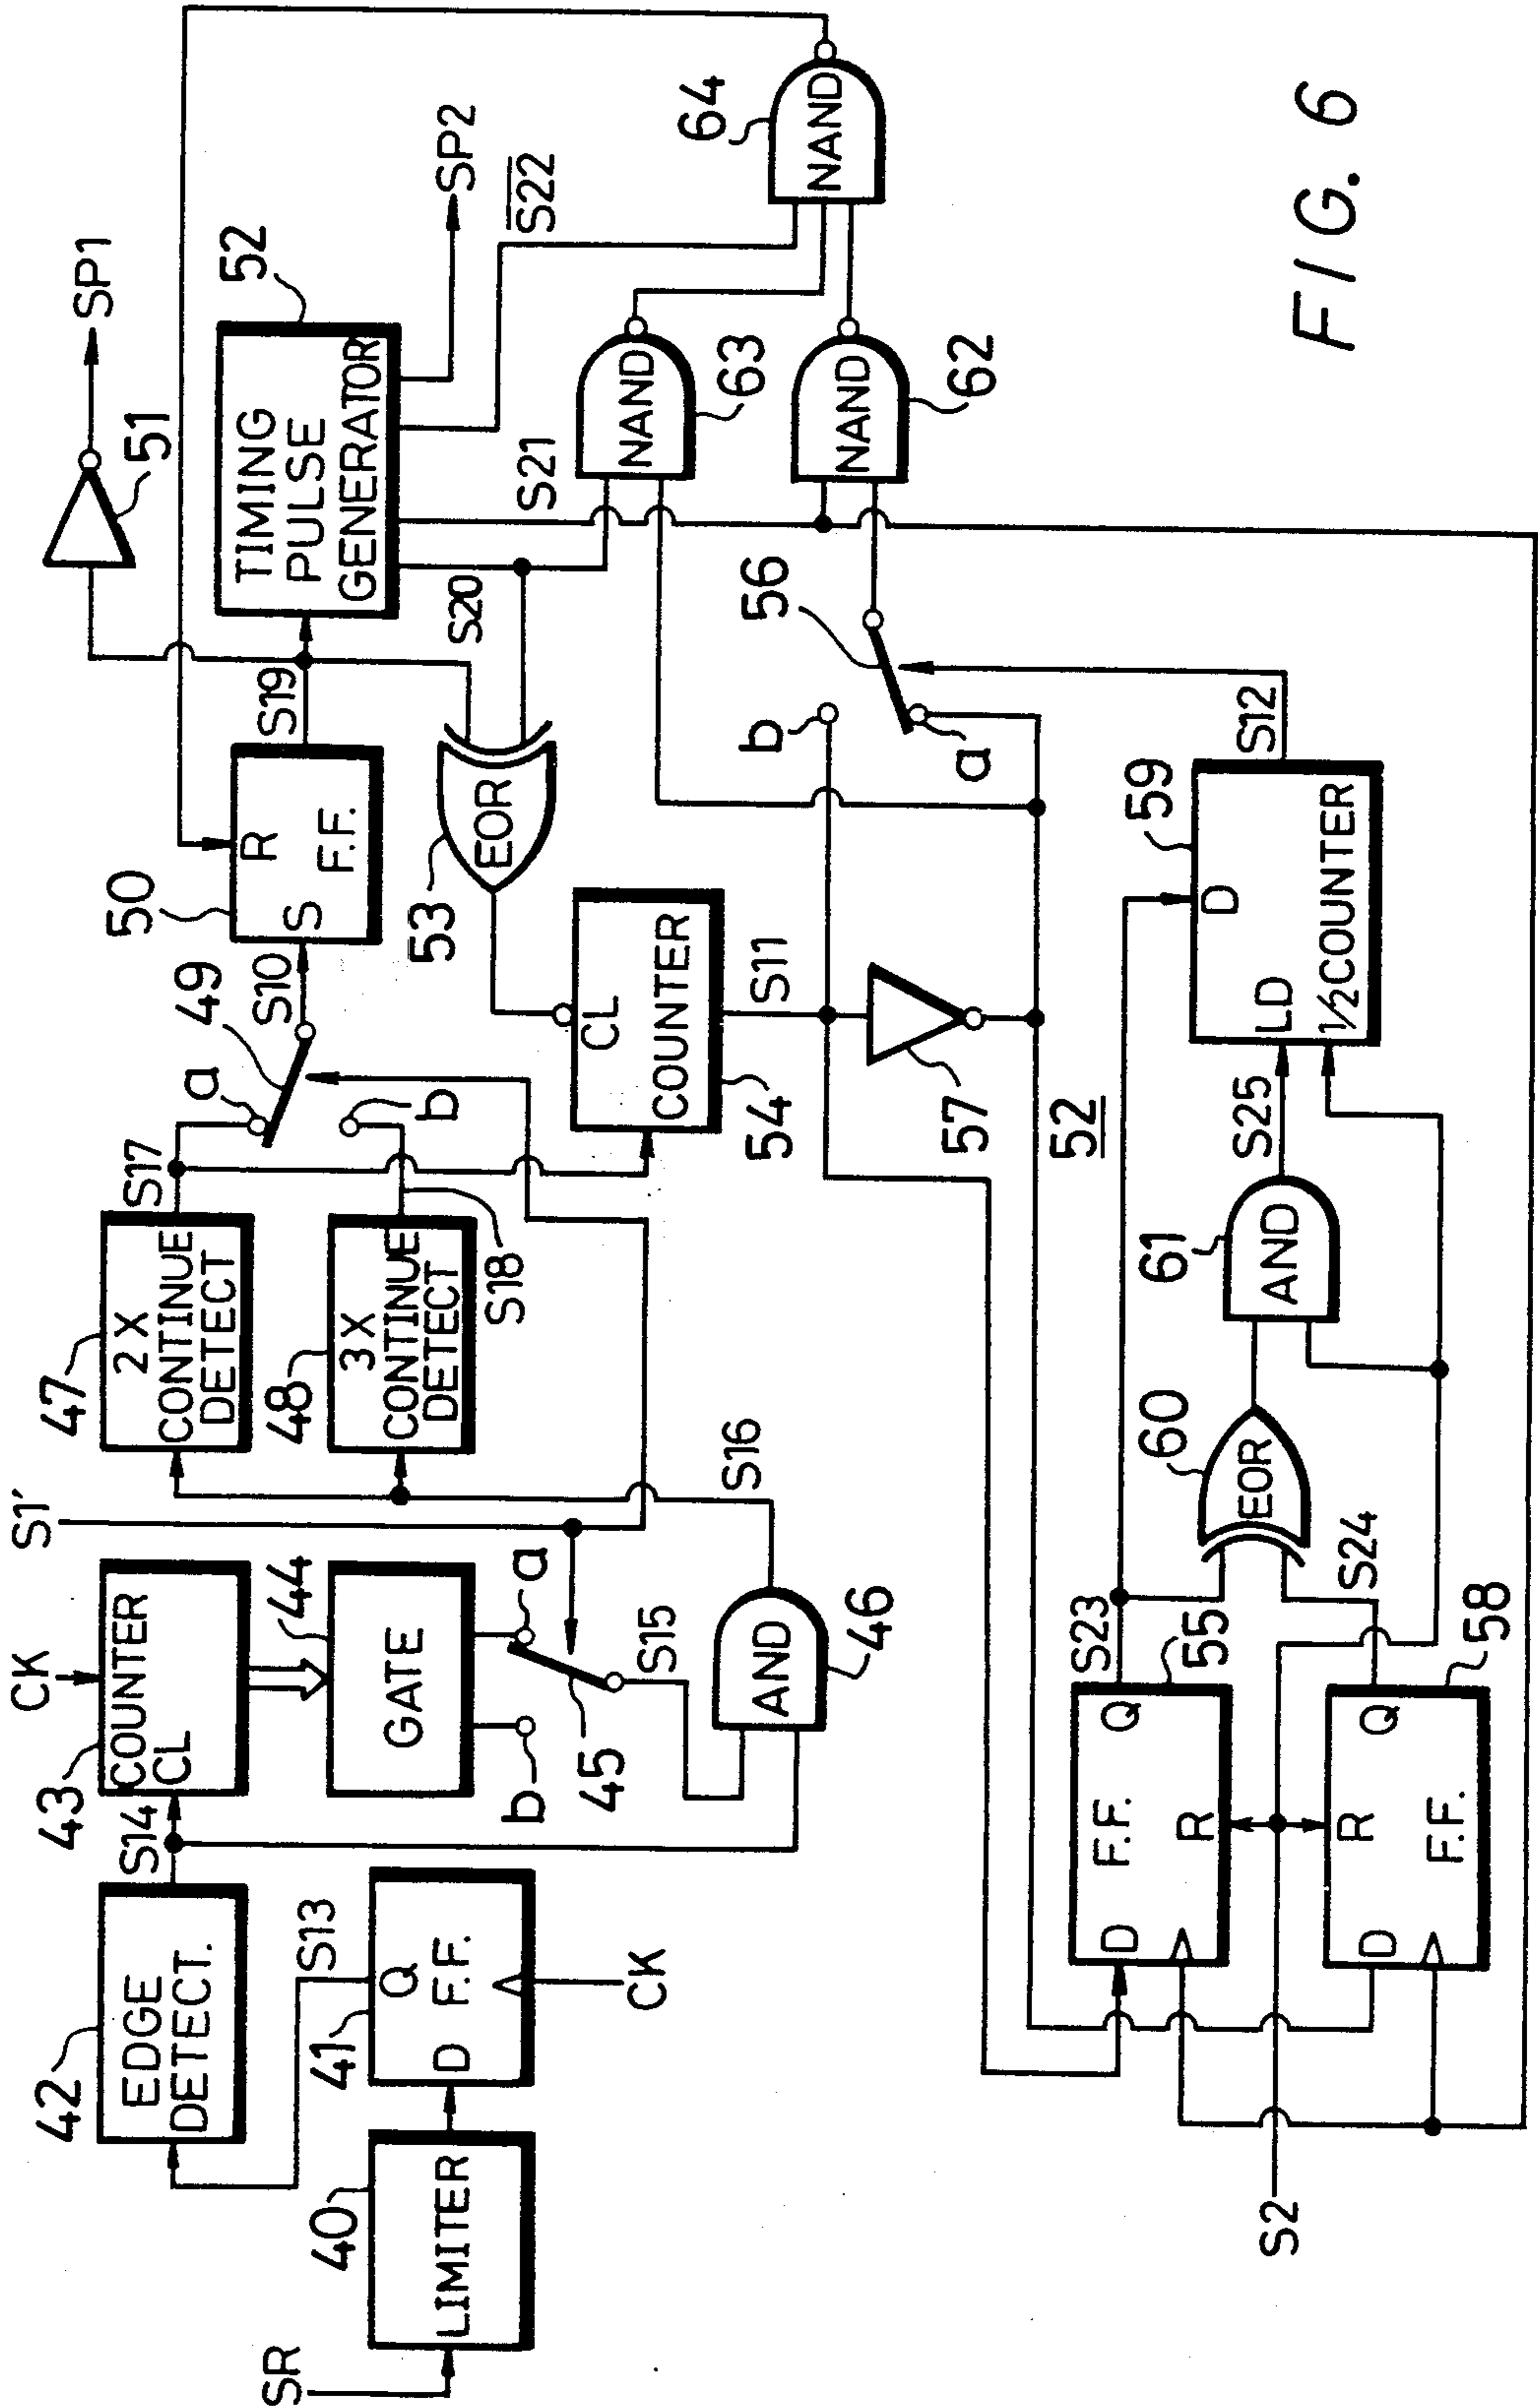 SR
40
LIMITER
41
D
Q
F.F.
CK
S13
42
EDGE
DETECT.
S14
43
CK
COUNTER
CL
44
GATE
S1'
a
b
45
S15
AND
46
S16
47
2X
CONTINUE
DETECT
48
3X
CONTINUE
DETECT
S17
S18
a
b
49
S10
50
S
R
F.F.
S19
51
SP1
52
TIMING
PULSE
GENERATOR
SP2
S20
S21
S22
53
EOR
CL
COUNTER
54
S11
57
52
b
a
56
NAND
63
NAND
62
NAND
64
S12
59
D
LD
1/2 COUNTER
S25
61
AND
60
EOR
S23
S24
55
D
Q
F.F.
R
58
R
Q
D
F.F.
S2
FIG. 6